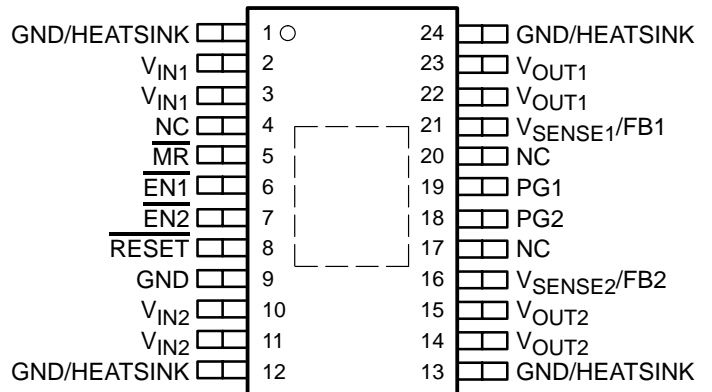 GND/HEATSINK 1 24 GND/HEATSINK
VIN1 2 23 VOUT1
VIN1 3 22 VOUT1
NC 4 21 VSENSE1/FB1
MR 5 20 NC
EN1 6 19 PG1
EN2 7 18 PG2
RESET 8 17 NC
GND 9 16 VSENSE2/FB2
VIN2 10 15 VOUT2
VIN2 11 14 VOUT2
GND/HEATSINK 12 13 GND/HEATSINK